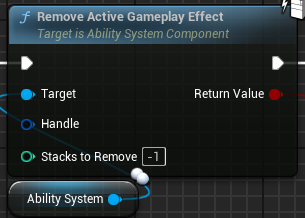 Remove Active Gameplay Effect
Target is Ability System Component
Target
Return Value
Handle
Stacks to Remove -1
Ability System